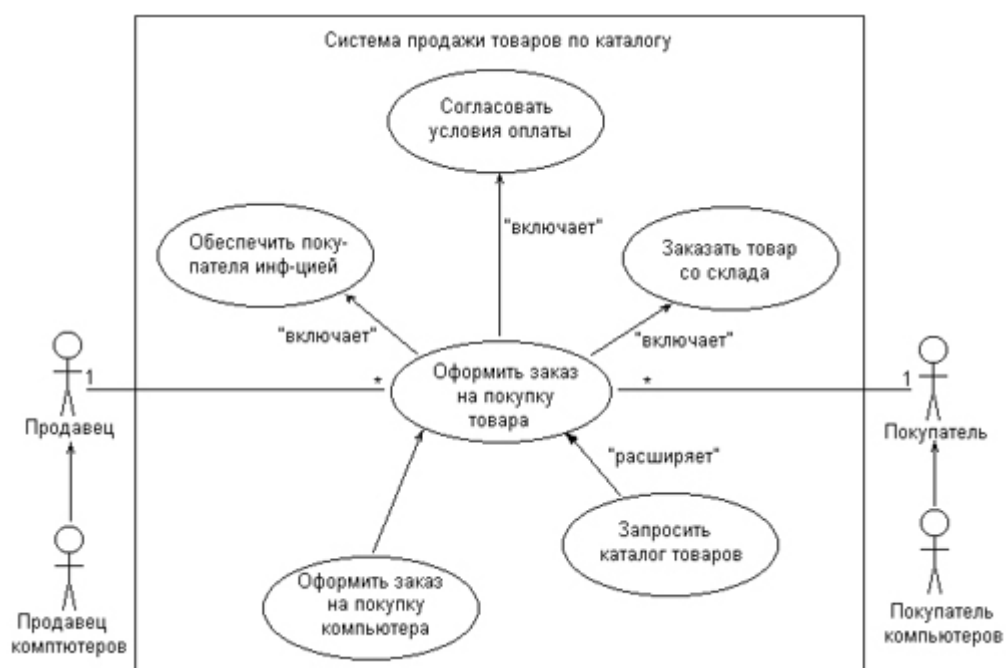 Система продажи товаров по каталогу
Согласовать
условия оплаты
"включает"
Обеспечить поку-
пателя инф-цией
Заказать товар
со склада
"включает"
"включает"
1
*
Оформить заказ
на покупку
товара
*
1
Продавец
Покупатель
"расширяет"
Запросить
каталог товаров
Оформить заказ
на покупку
компьютера
Продавец
комптютеров
Покупатель
компьютеров